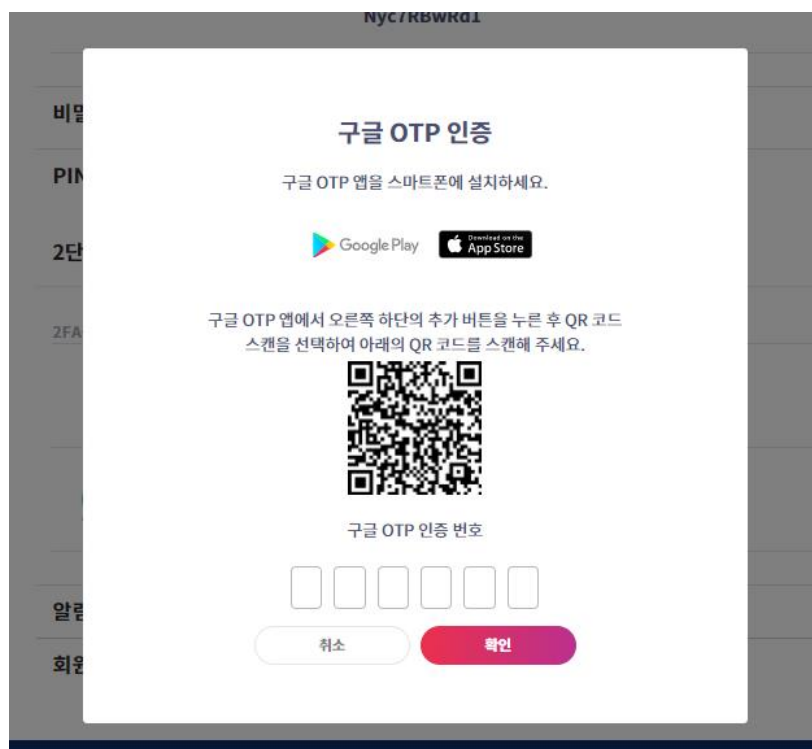 Nyc7RBwRd1
비밀
PIN
2단
2FA
알림
회원
구글 OTP 인증
구글 OTP 앱을 스마트폰에 설치하세요.
Google Play
Download on the
App Store
구글 OTP 앱에서 오른쪽 하단의 추가 버튼을 누른 후 QR 코드
스캔을 선택하여 아래의 QR 코드를 스캔해 주세요.
구글 OTP 인증 번호
취소 확인